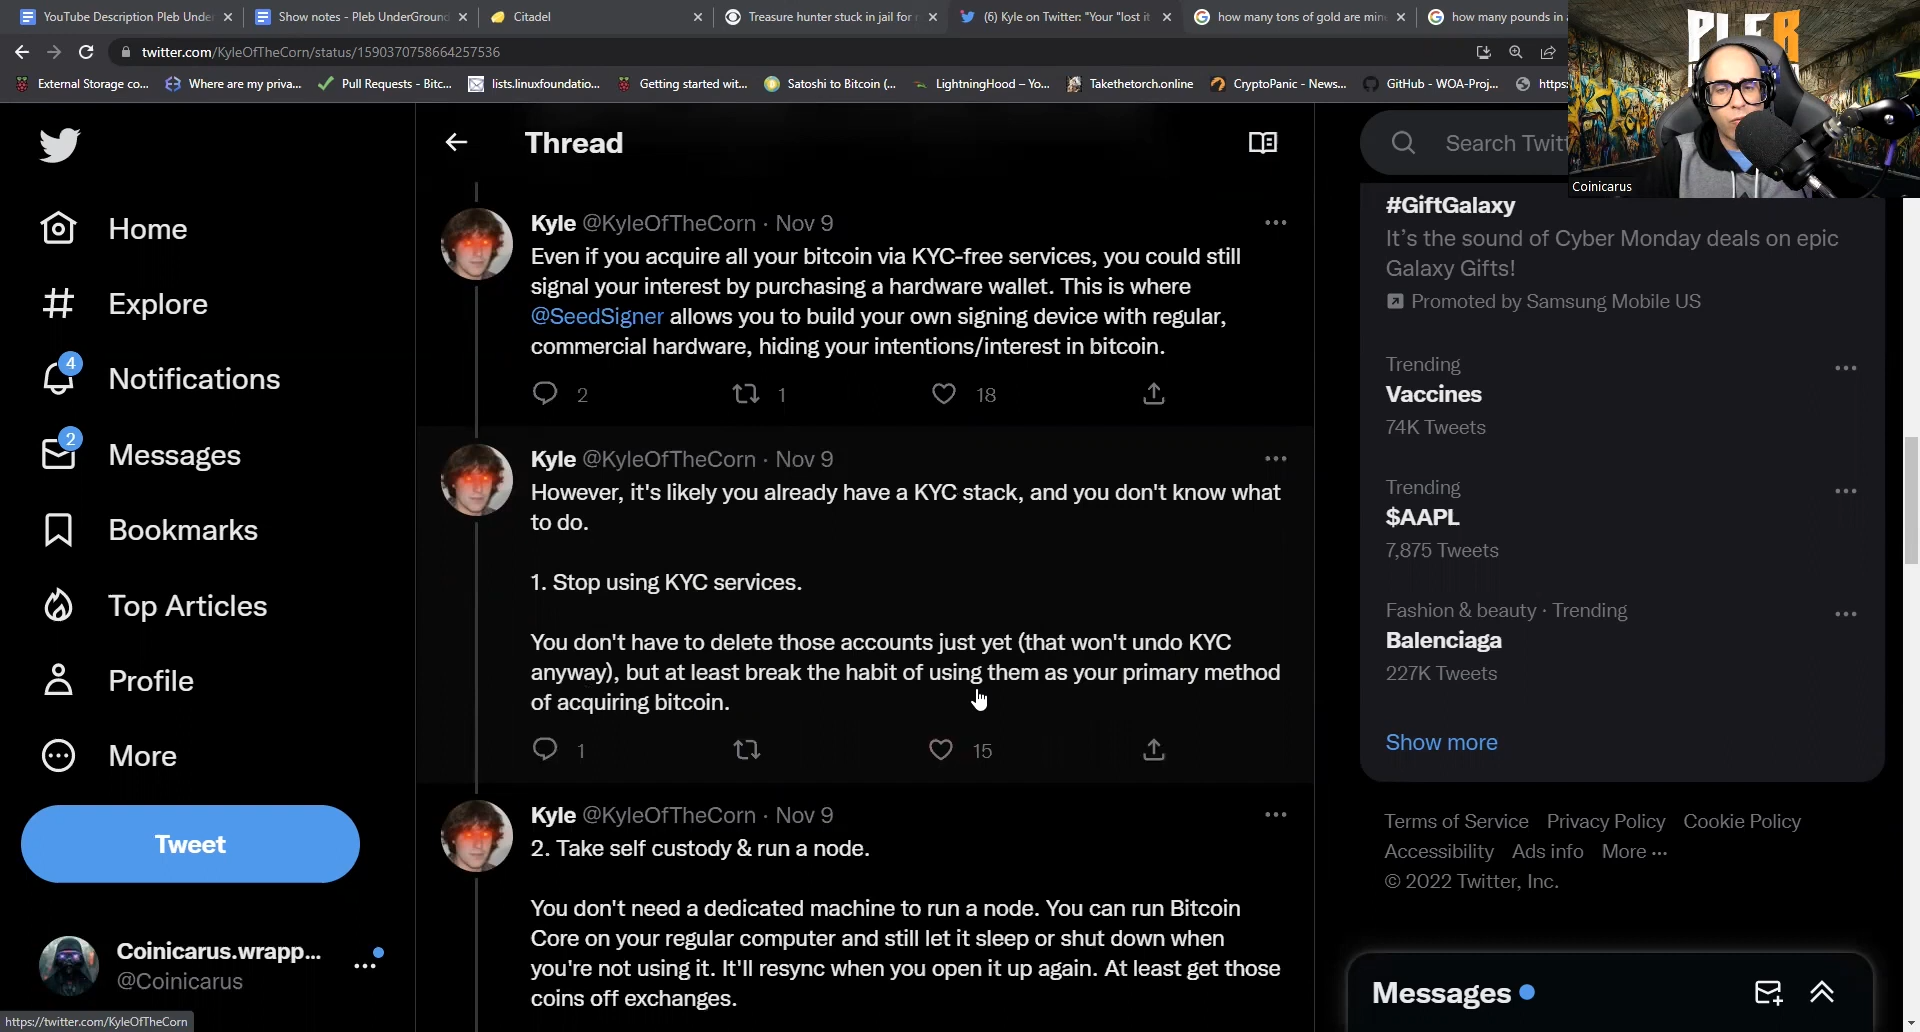 YouTube Description Pleb Unde
Show notes - Pleb UnderGroun
Citadel
Treasure hunter stuck in jail for
(6) Kyle on Twitter: "Your "lost it
how many tons of gold are min
how many pounds in
twitter.com/KyleOfTheCorn/status/1590370758664257536
External Storage co...
Where are my priva...
Pull Requests - Bitc...
lists.linuxfoundatio...
Getting started wit...
Satoshi to Bitcoin (...
LightningHood – Yo...
Takethetorch.online
CryptoPanic - News...
GitHub - WOA-Proj...
https:
Coinicarus
Home
Explore
4
Notifications
2
Messages
Bookmarks
Top Articles
Profile
More
Tweet
Coinicarus.wrapp...
@Coinicarus
https://twitter.com/KyleOfTheCorn
Thread
Kyle @KyleOfTheCorn · Nov 9
Even if you acquire all your bitcoin via KYC-free services, you could still
signal your interest by purchasing a hardware wallet. This is where
@SeedSigner allows you to build your own signing device with regular,
commercial hardware, hiding your intentions/interest in bitcoin.
2 1 18
Kyle @KyleOfTheCorn · Nov 9
However, it's likely you already have a KYC stack, and you don't know what
to do.
1. Stop using KYC services.
You don't have to delete those accounts just yet (that won't undo KYC
anyway), but at least break the habit of using them as your primary method
of acquiring bitcoin.
1 15
Kyle @KyleOfTheCorn · Nov 9
2. Take self custody & run a node.
You don't need a dedicated machine to run a node. You can run Bitcoin
Core on your regular computer and still let it sleep or shut down when
you're not using it. It'll resync when you open it up again. At least get those
coins off exchanges.
Search Twitt
#GiftGalaxy
It's the sound of Cyber Monday deals on epic
Galaxy Gifts!
Promoted by Samsung Mobile US
Trending
Vaccines
74K Tweets
Trending
$AAPL
7,875 Tweets
Fashion & beauty · Trending
Balenciaga
227K Tweets
Show more
Terms of Service Privacy Policy Cookie Policy
Accessibility Ads info More ···
© 2022 Twitter, Inc.
Messages